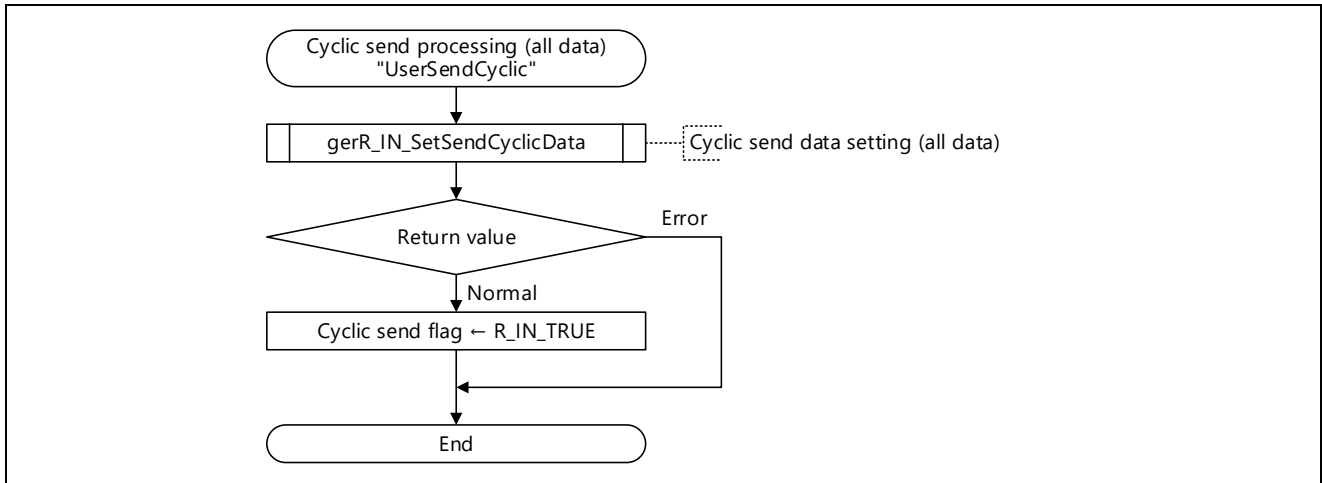 Cyclic send processing (all data)
"UserSendCyclic"
gerR_IN_SetSendCyclicData
Cyclic send data setting (all data)
Return value
Error
Normal
Cyclic send flag ← R_IN_TRUE
End